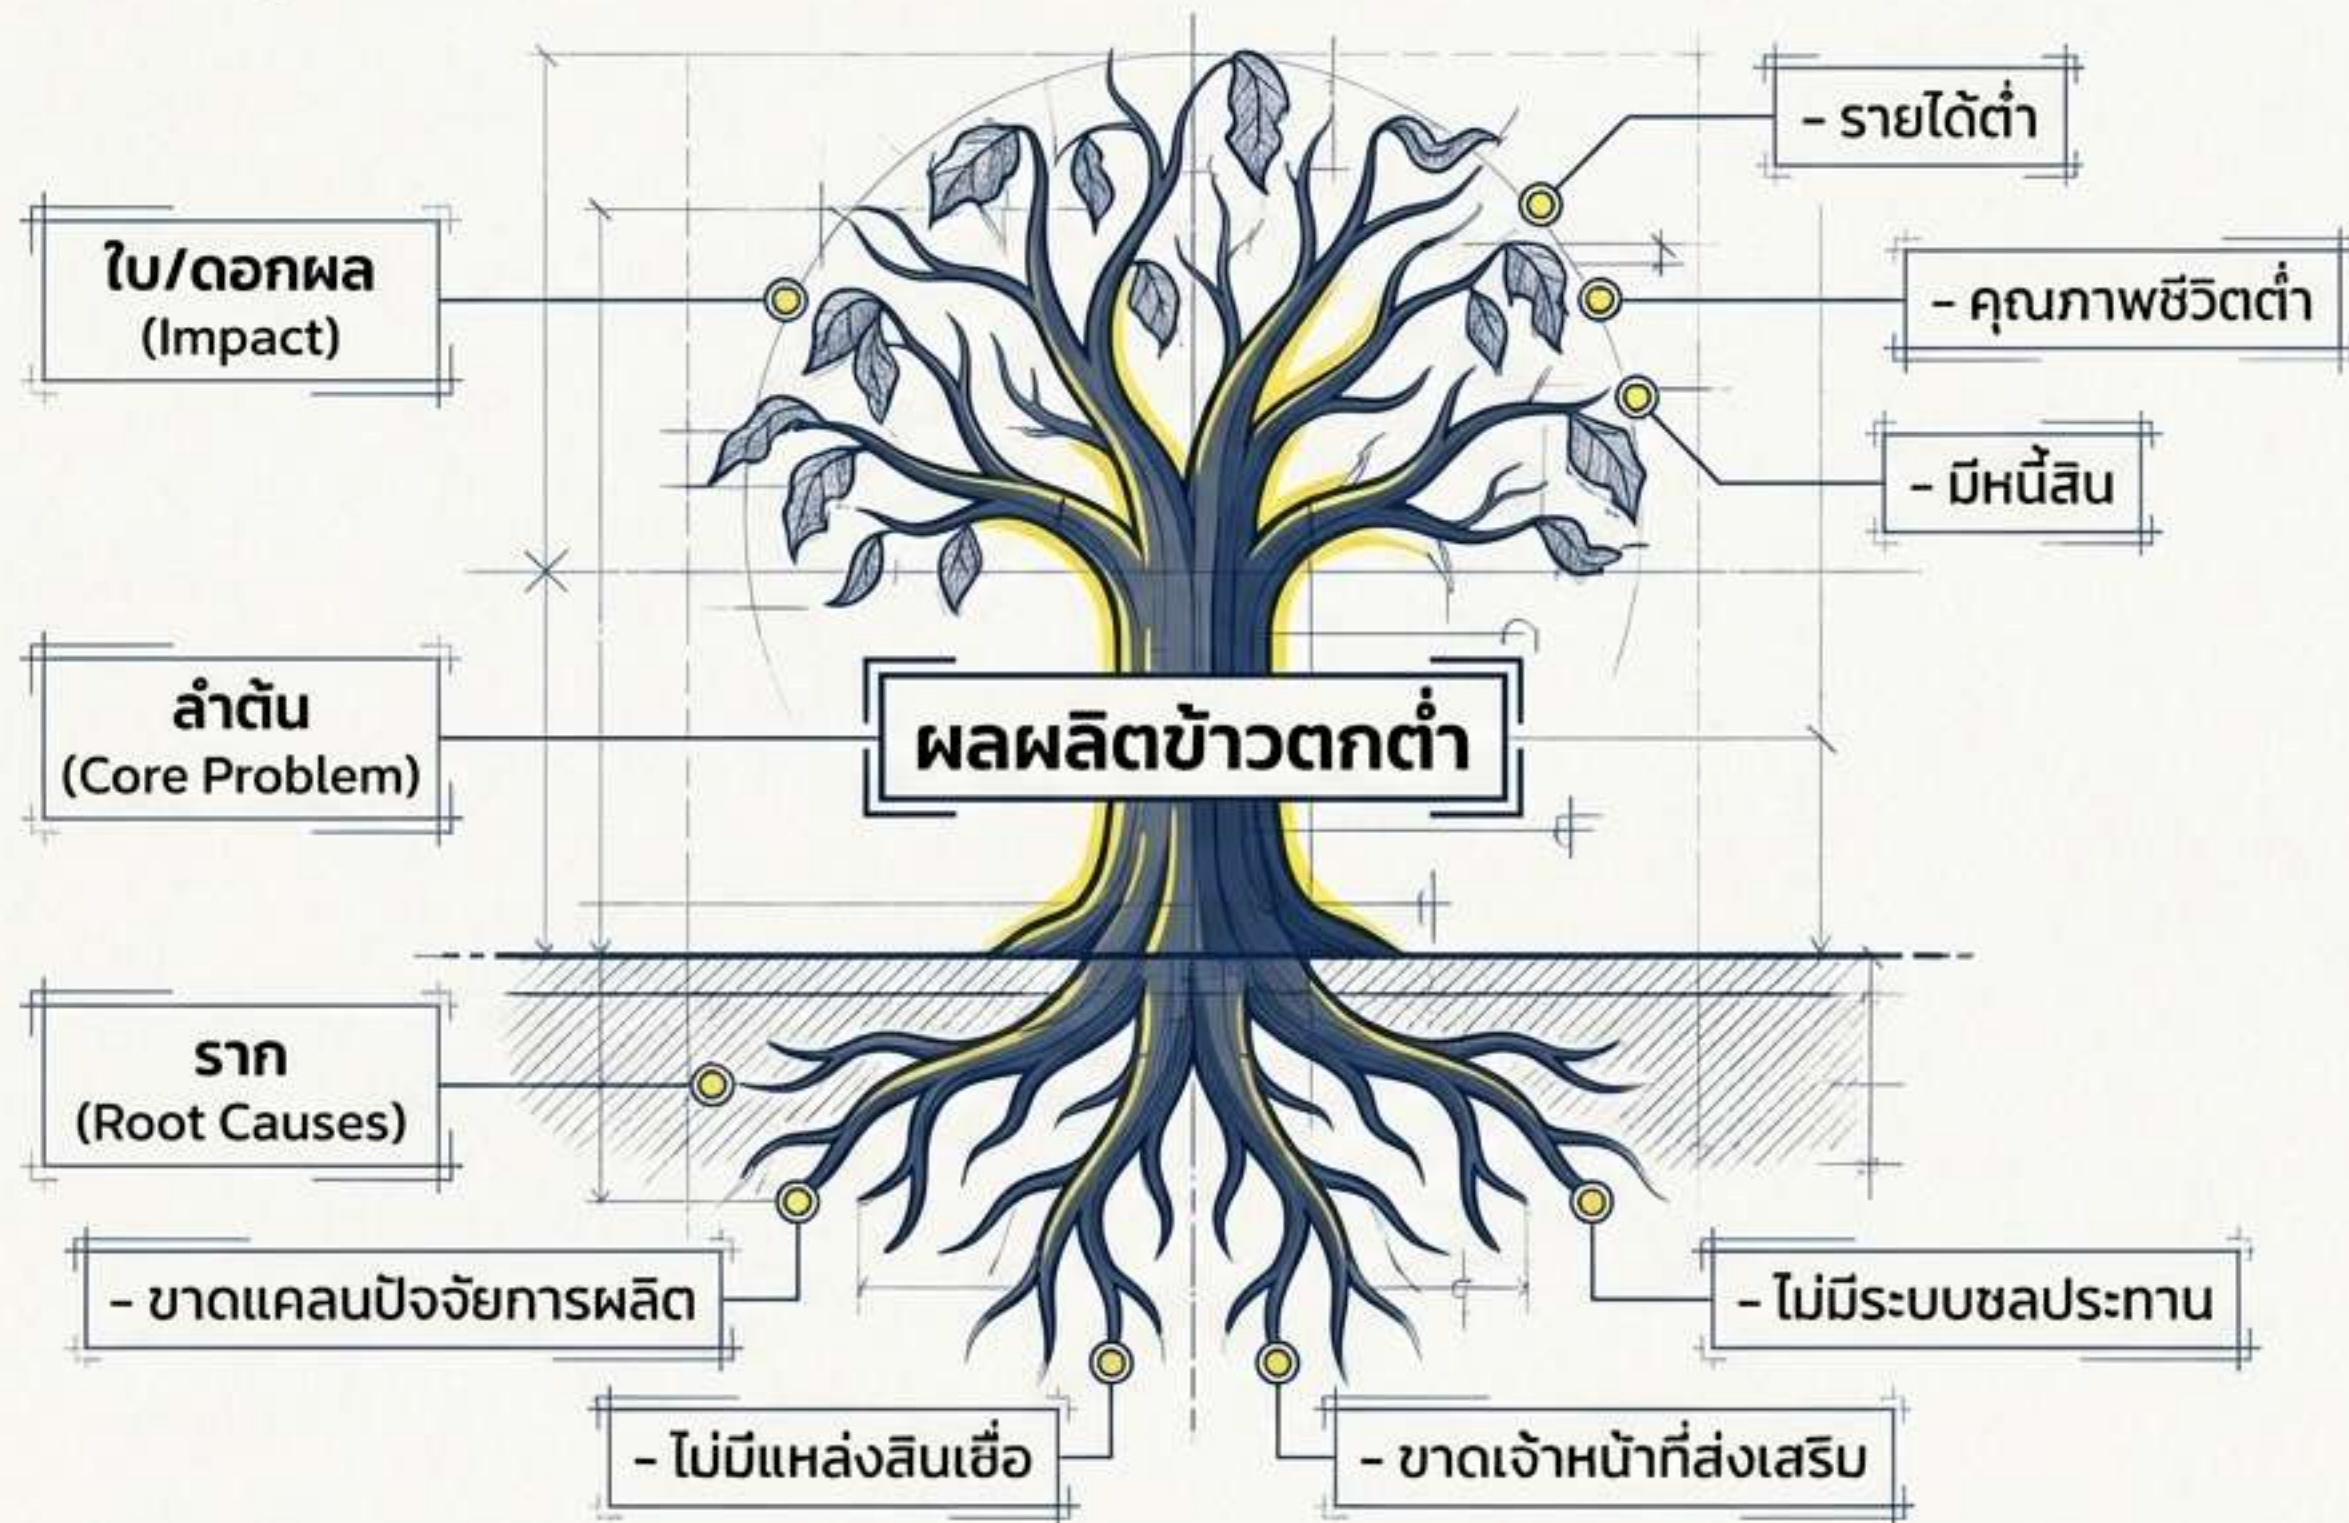 - รายได้ต่ำ
ใบ/ดอกผล
(Impact)
- คุณภาพชีวิตต่ำ
- มีหนี้สิน
ลำต้น
(Core Problem)
ผลผลิตข้าวตกต่ำ
ราก
(Root Causes)
- ขาดแคลนปัจจัยการผลิต
- ไม่มีระบบชลประทาน
- ไม่มีแหล่งสินเชื่อ
- ขาดเจ้าหน้าที่ส่งเสริม